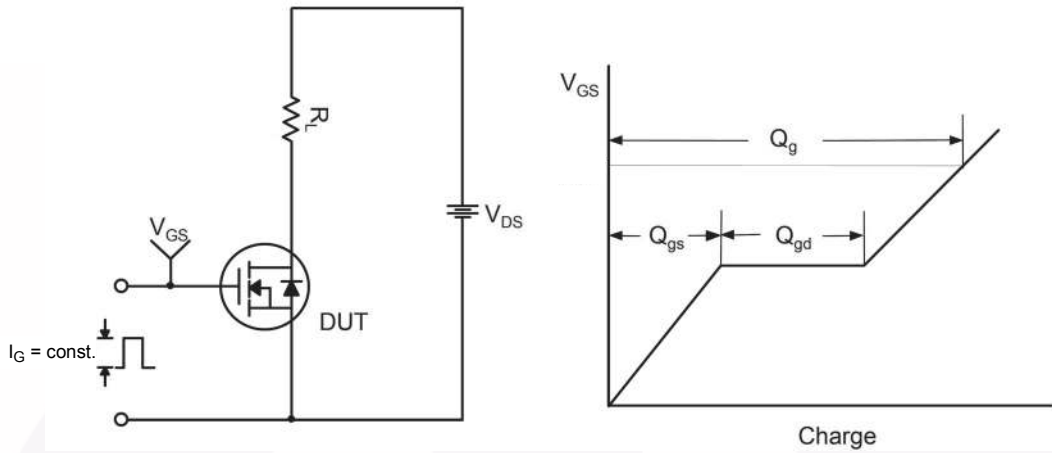 R_L
V_DS
V_GS
DUT
I_G = const.
V_GS
Q_g
Q_gs
Q_gd
Charge